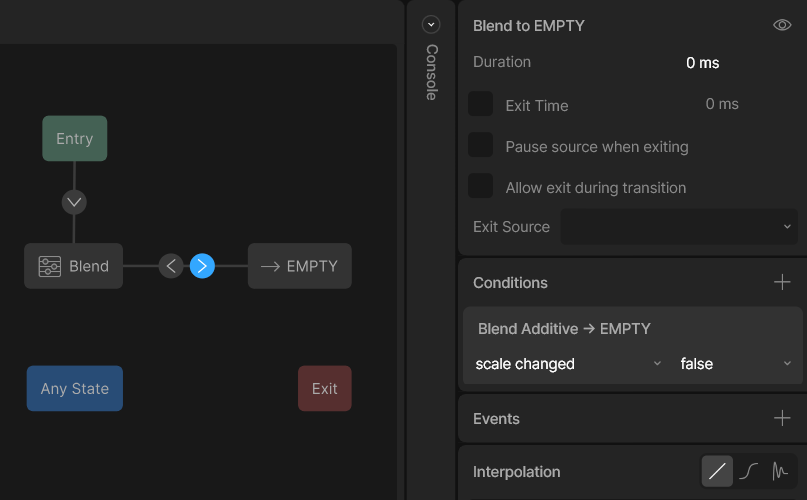 Entry
Blend
EMPTY
Any State
Exit
Console
Blend to EMPTY
Duration 0 ms
Exit Time 0 ms
Pause source when exiting
Allow exit during transition
Exit Source
Conditions
Blend Additive → EMPTY
scale changed false
Events
Interpolation